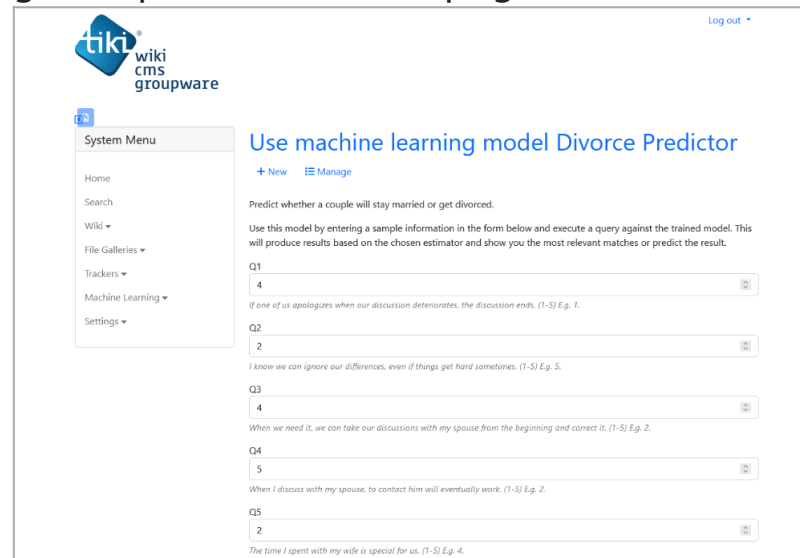 Log out
tiki
wiki
cms
groupware
System Menu
Home
Search
Wiki
File Galleries
Trackers
Machine Learning
Settings
Use machine learning model Divorce Predictor
+ New Manage
Predict whether a couple will stay married or get divorced.
Use this model by entering a sample information in the form below and execute a query against the trained model. This
will produce results based on the chosen estimator and show you the most relevant matches or predict the result.
Q1
4
If one of us apologizes when our discussion deteriorates, the discussion ends. (1-5) E.g. 1.
Q2
2
I know we can ignore our differences, even if things get hard sometimes. (1-5) E.g. 5.
Q3
4
When we need it, we can take our discussions with my spouse from the beginning and correct it. (1-5) E.g. 2.
Q4
5
When I discuss with my spouse, to contact him will eventually work. (1-5) E.g. 2.
Q5
2
The time I spent with my wife is special for us. (1-5) E.g. 4.